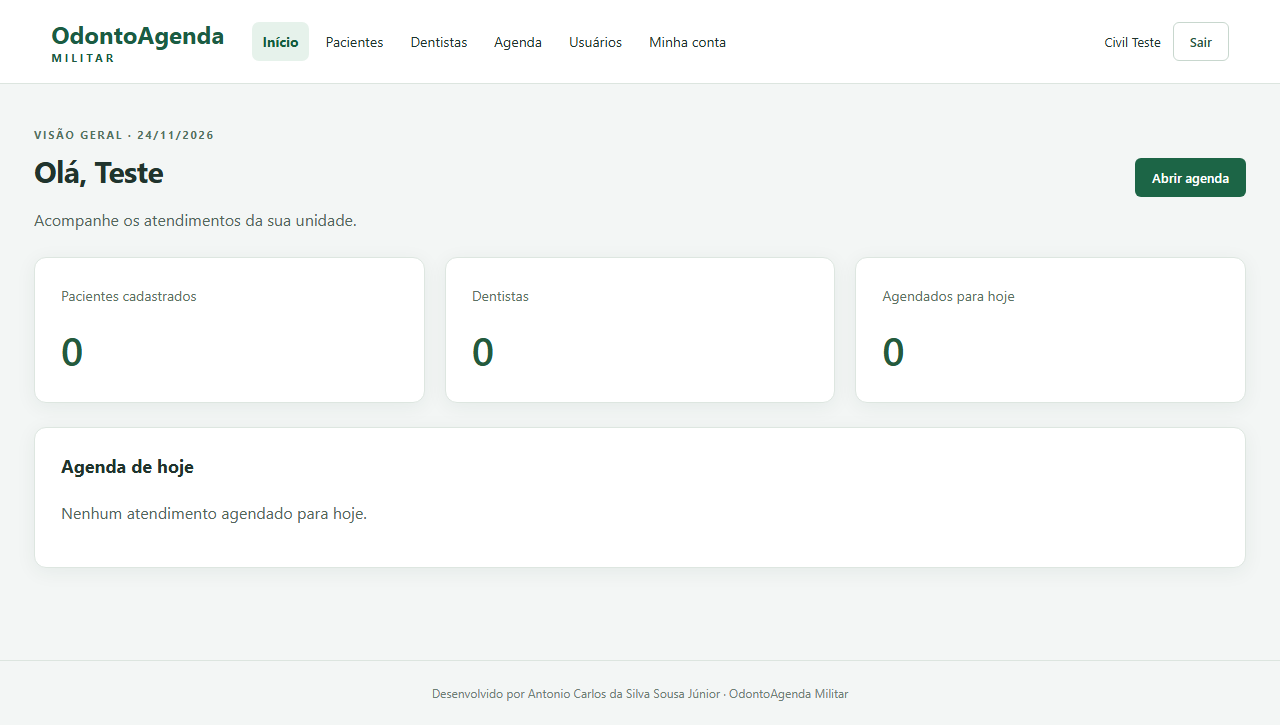 OdontoAgenda
MILITAR
Início
Pacientes
Dentistas
Agenda
Usuários
Minha conta
Civil Teste
Sair
VISÃO GERAL · 24/11/2026
Olá, Teste
Abrir agenda
Acompanhe os atendimentos da sua unidade.
Pacientes cadastrados
0
Dentistas
0
Agendados para hoje
0
Agenda de hoje
Nenhum atendimento agendado para hoje.
Desenvolvido por Antonio Carlos da Silva Sousa Júnior · OdontoAgenda Militar